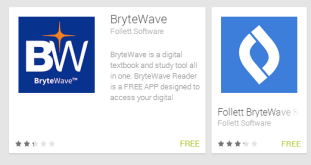 BW
BryteWave™
BryteWave
Follett Software
BryteWave is a digital
textbook and study tool all
in one. BryteWave Reader
is a FREE APP designed to
access your digital
FREE
Follett BryteWave
Follett Software
FREE